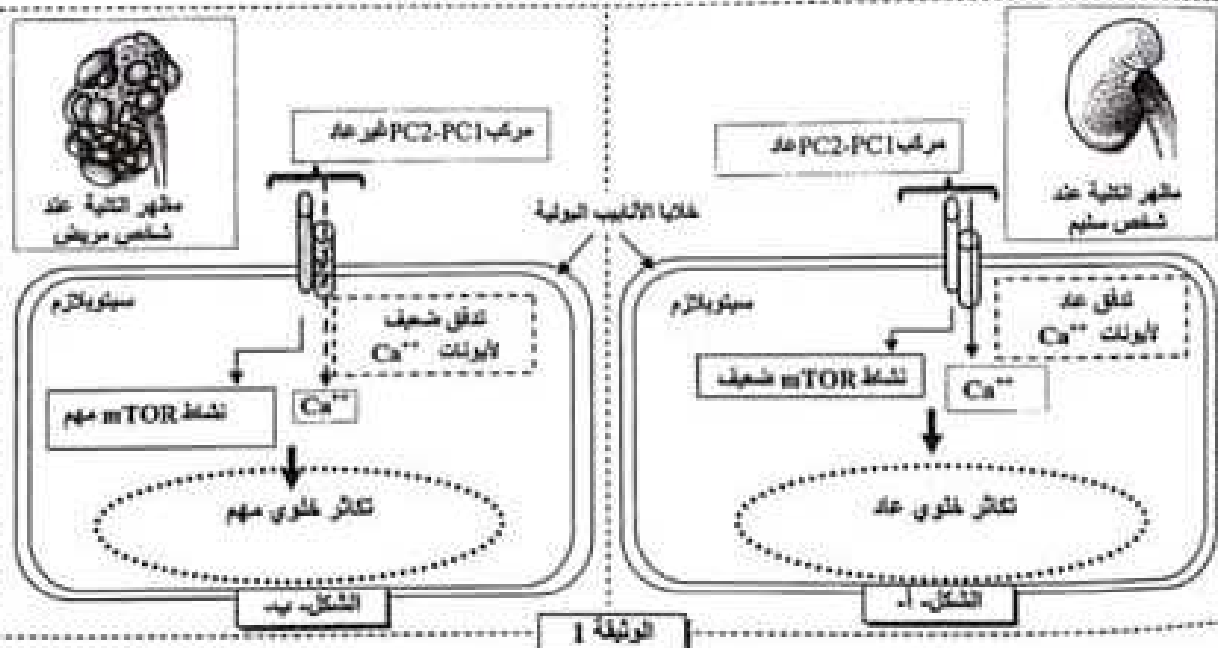 مظهر الكلية عند
شخص سليم
مركب PC2-PC1 عاد
خلايا الأنابيب البولية
سيتوبلازم
تدفق عاد
لأيونات Ca++
نشاط mTOR ضعيف
Ca++
تكاثر خلوي عاد
الشكل- أ-
مظهر الكلية عند
شخص مريض
مركب PC2-PC1 غير عاد
سيتوبلازم
تدفق ضعيف
لأيونات Ca++
نشاط mTOR مهم
Ca++
تكاثر خلوي مهم
الشكل- ب-
الوثيقة 1